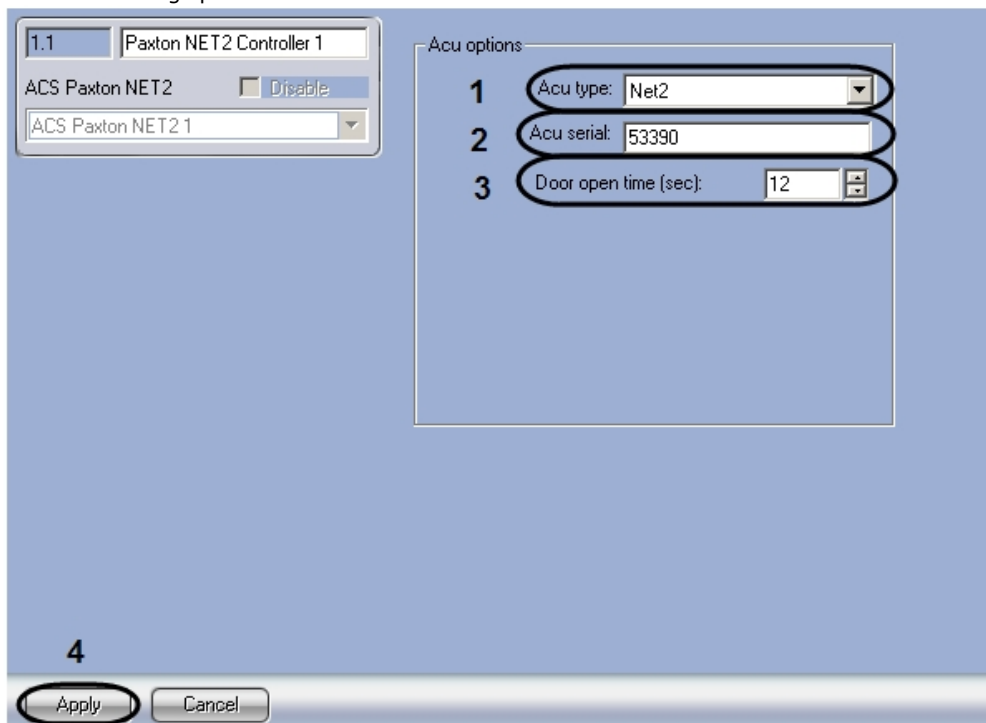 1.1 Paxton NET2 Controller 1
ACS Paxton NET2 Disable
ACS Paxton NET2 1
Acu options
1 Acu type: Net2
2 Acu serial: 53390
3 Door open time (sec): 12
4
Apply Cancel